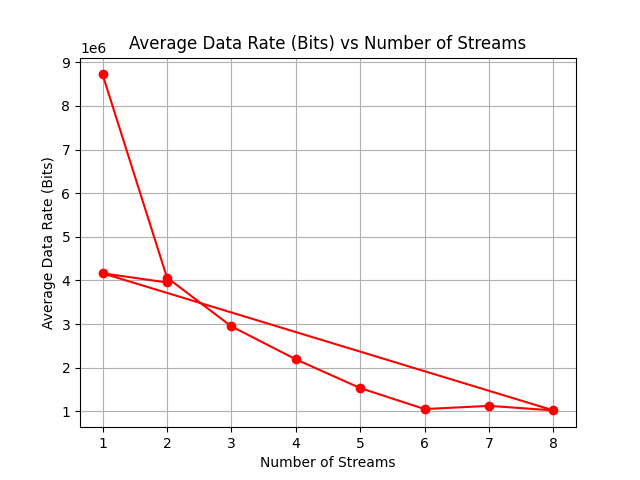 Average Data Rate (Bits) vs Number of Streams
1e6
9
8
7
6
5
4
3
2
1
Average Data Rate (Bits)
1 2 3 4 5 6 7 8
Number of Streams